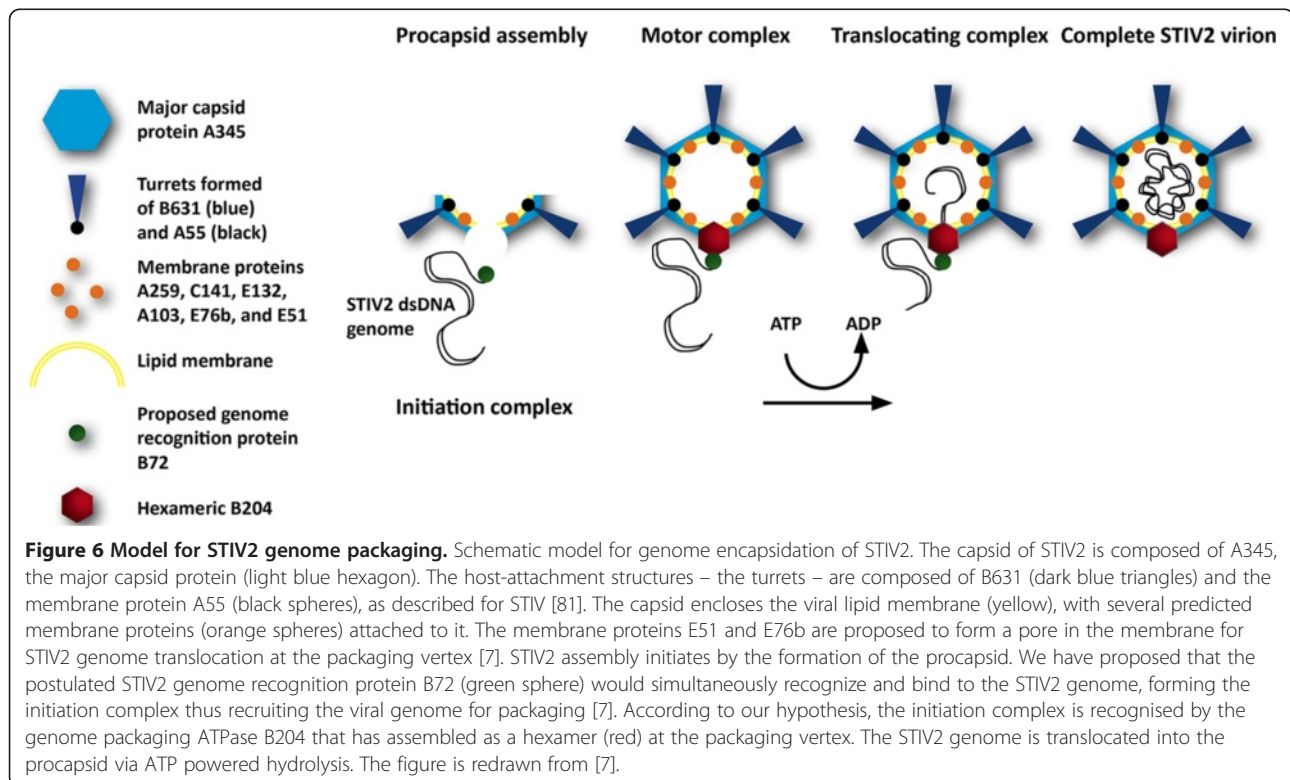 Procapsid assembly
Motor complex
Translocating complex
Complete STIV2 virion
Major capsid
protein A345
Turrets formed
of B631 (blue)
and A55 (black)
Membrane proteins
A259, C141, E132,
A103, E76b, and E51
Lipid membrane
Proposed genome
recognition protein
B72
Hexameric B204
STIV2 dsDNA
genome
Initiation complex
ATP
ADP
Figure 6 Model for STIV2 genome packaging. Schematic model for genome encapsidation of STIV2. The capsid of STIV2 is composed of A345,
the major capsid protein (light blue hexagon). The host-attachment structures – the turrets – are composed of B631 (dark blue triangles) and the
membrane protein A55 (black spheres), as described for STIV [81]. The capsid encloses the viral lipid membrane (yellow), with several predicted
membrane proteins (orange spheres) attached to it. The membrane proteins E51 and E76b are proposed to form a pore in the membrane for
STIV2 genome translocation at the packaging vertex [7]. STIV2 assembly initiates by the formation of the procapsid. We have proposed that the
postulated STIV2 genome recognition protein B72 (green sphere) would simultaneously recognize and bind to the STIV2 genome, forming the
initiation complex thus recruiting the viral genome for packaging [7]. According to our hypothesis, the initiation complex is recognised by the
genome packaging ATPase B204 that has assembled as a hexamer (red) at the packaging vertex. The STIV2 genome is translocated into the
procapsid via ATP powered hydrolysis. The figure is redrawn from [7].